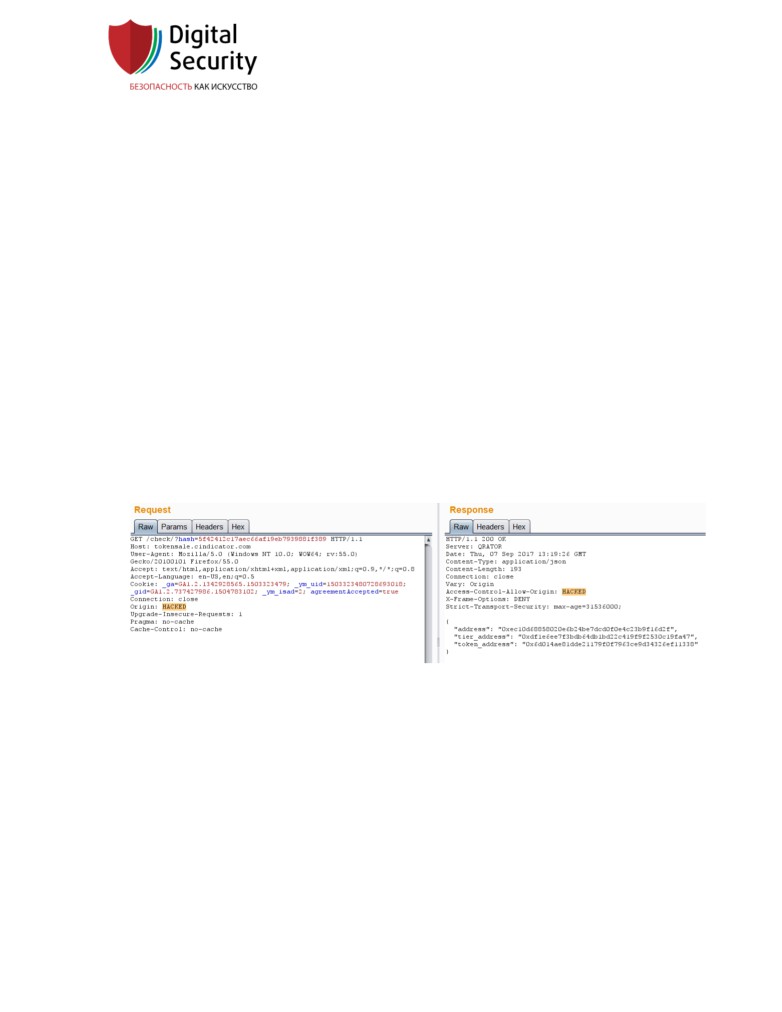 Digital
Security
БЕЗОПАСНОСТЬ КАК ИСКУССТВО
Request
Raw Params Headers Hex
GET /check/?hash= HTTP/1.1
Host: tokensale.cindicator.com
User-Agent: Mozilla/5.0 (Windows NT 10.0; WOW64; rv:55.0)
Gecko/20100101 Firefox/55.0
Accept: text/html,application/xhtml+xml,application/xml;q=0.9,*/*;q=0.8
Accept-Language: en-US,en;q=0.5
Cookie: _ga=GA1.2.1342928565.1503323479; _ym_uid=1503323480728693018;
_gid=GA1.2.737427986.1504783102; _ym_isad=2; agreementAccepted=true
Connection: close
Origin: HACKED
Upgrade-Insecure-Requests: 1
Pragma: no-cache
Cache-Control: no-cache
Response
Raw Headers Hex
HTTP/1.1 200 OK
Server: QRATOR
Date: Thu, 07 Sep 2017 13:19:26 GMT
Content-Type: application/json
Content-Length: 193
Connection: close
Vary: Origin
Access-Control-Allow-Origin: HACKED
X-Frame-Options: DENY
Strict-Transport-Security: max-age=31536000;
{
"address":
"tier_address":
"token_address":
}